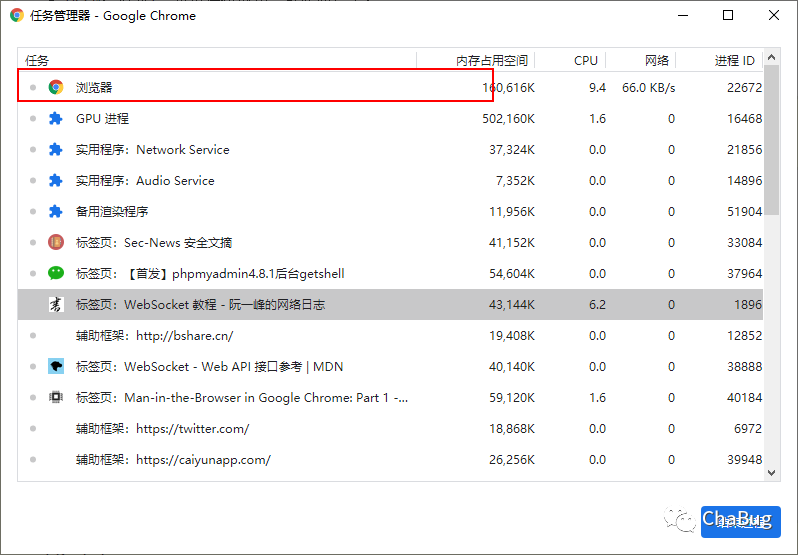 任务管理器 - Google Chrome
任务 内存占用空间 CPU 网络 进程 ID
浏览器 160,616K 9.4 66.0 KB/s 22672
GPU 进程 502,160K 1.6 0 16468
实用程序：Network Service 37,324K 0.0 0 21856
实用程序：Audio Service 7,352K 0.0 0 14896
备用渲染程序 11,956K 0.0 0 51904
标签页：Sec-News 安全文摘 41,152K 0.0 0 33084
标签页：【首发】phpmyadmin4.8.1后台getshell 54,604K 0.0 0 37964
标签页：WebSocket 教程 - 阮一峰的网络日志 43,144K 6.2 0 1896
辅助框架：http://bshare.cn/ 19,408K 0.0 0 12852
标签页：WebSocket - Web API 接口参考 | MDN 40,140K 0.0 0 38888
标签页：Man-in-the-Browser in Google Chrome: Part 1 -... 59,120K 1.6 0 40184
辅助框架：https://twitter.com/ 18,868K 0.0 0 6972
辅助框架：https://caiyunapp.com/ 26,256K 0.0 0 39948
ChaBug